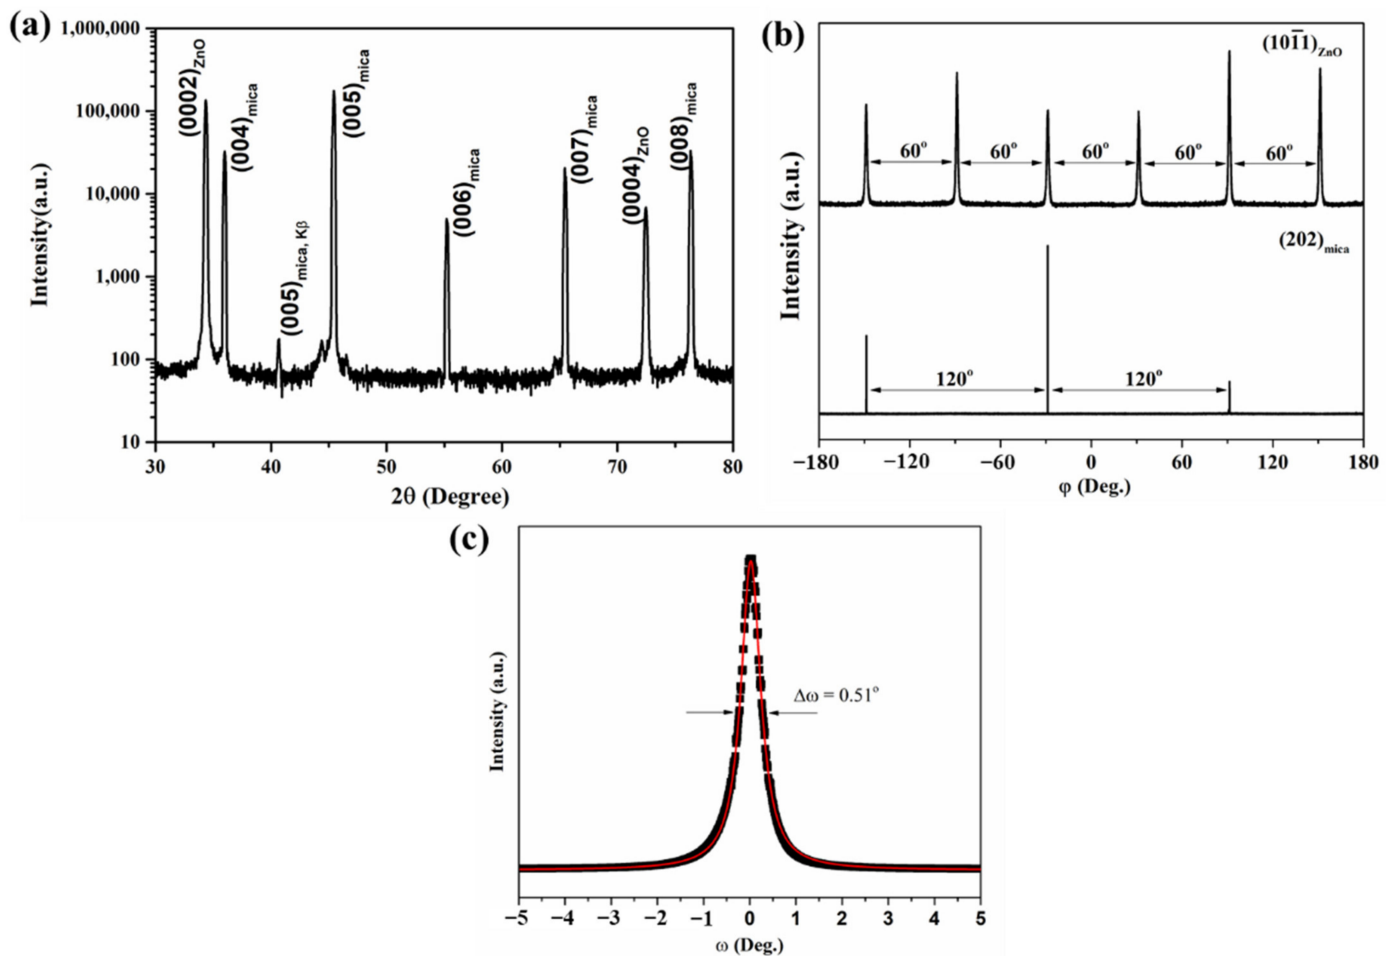 (a)
1,000,000
100,000
10,000
1,000
100
10
Intensity(a.u.)
(0002)ZnO
(004)mica
(005)mica, Kβ
(005)mica
(006)mica
(007)mica
(0004)ZnO
(008)mica
30 40 50 60 70 80
2θ (Degree)
(b)
Intensity (a.u.)
(101̅1)ZnO
60° 60° 60° 60° 60°
(202)mica
120° 120°
−180 −120 −60 0 60 120 180
φ (Deg.)
(c)
Intensity (a.u.)
Δω = 0.51°
−5 −4 −3 −2 −1 0 1 2 3 4 5
ω (Deg.)